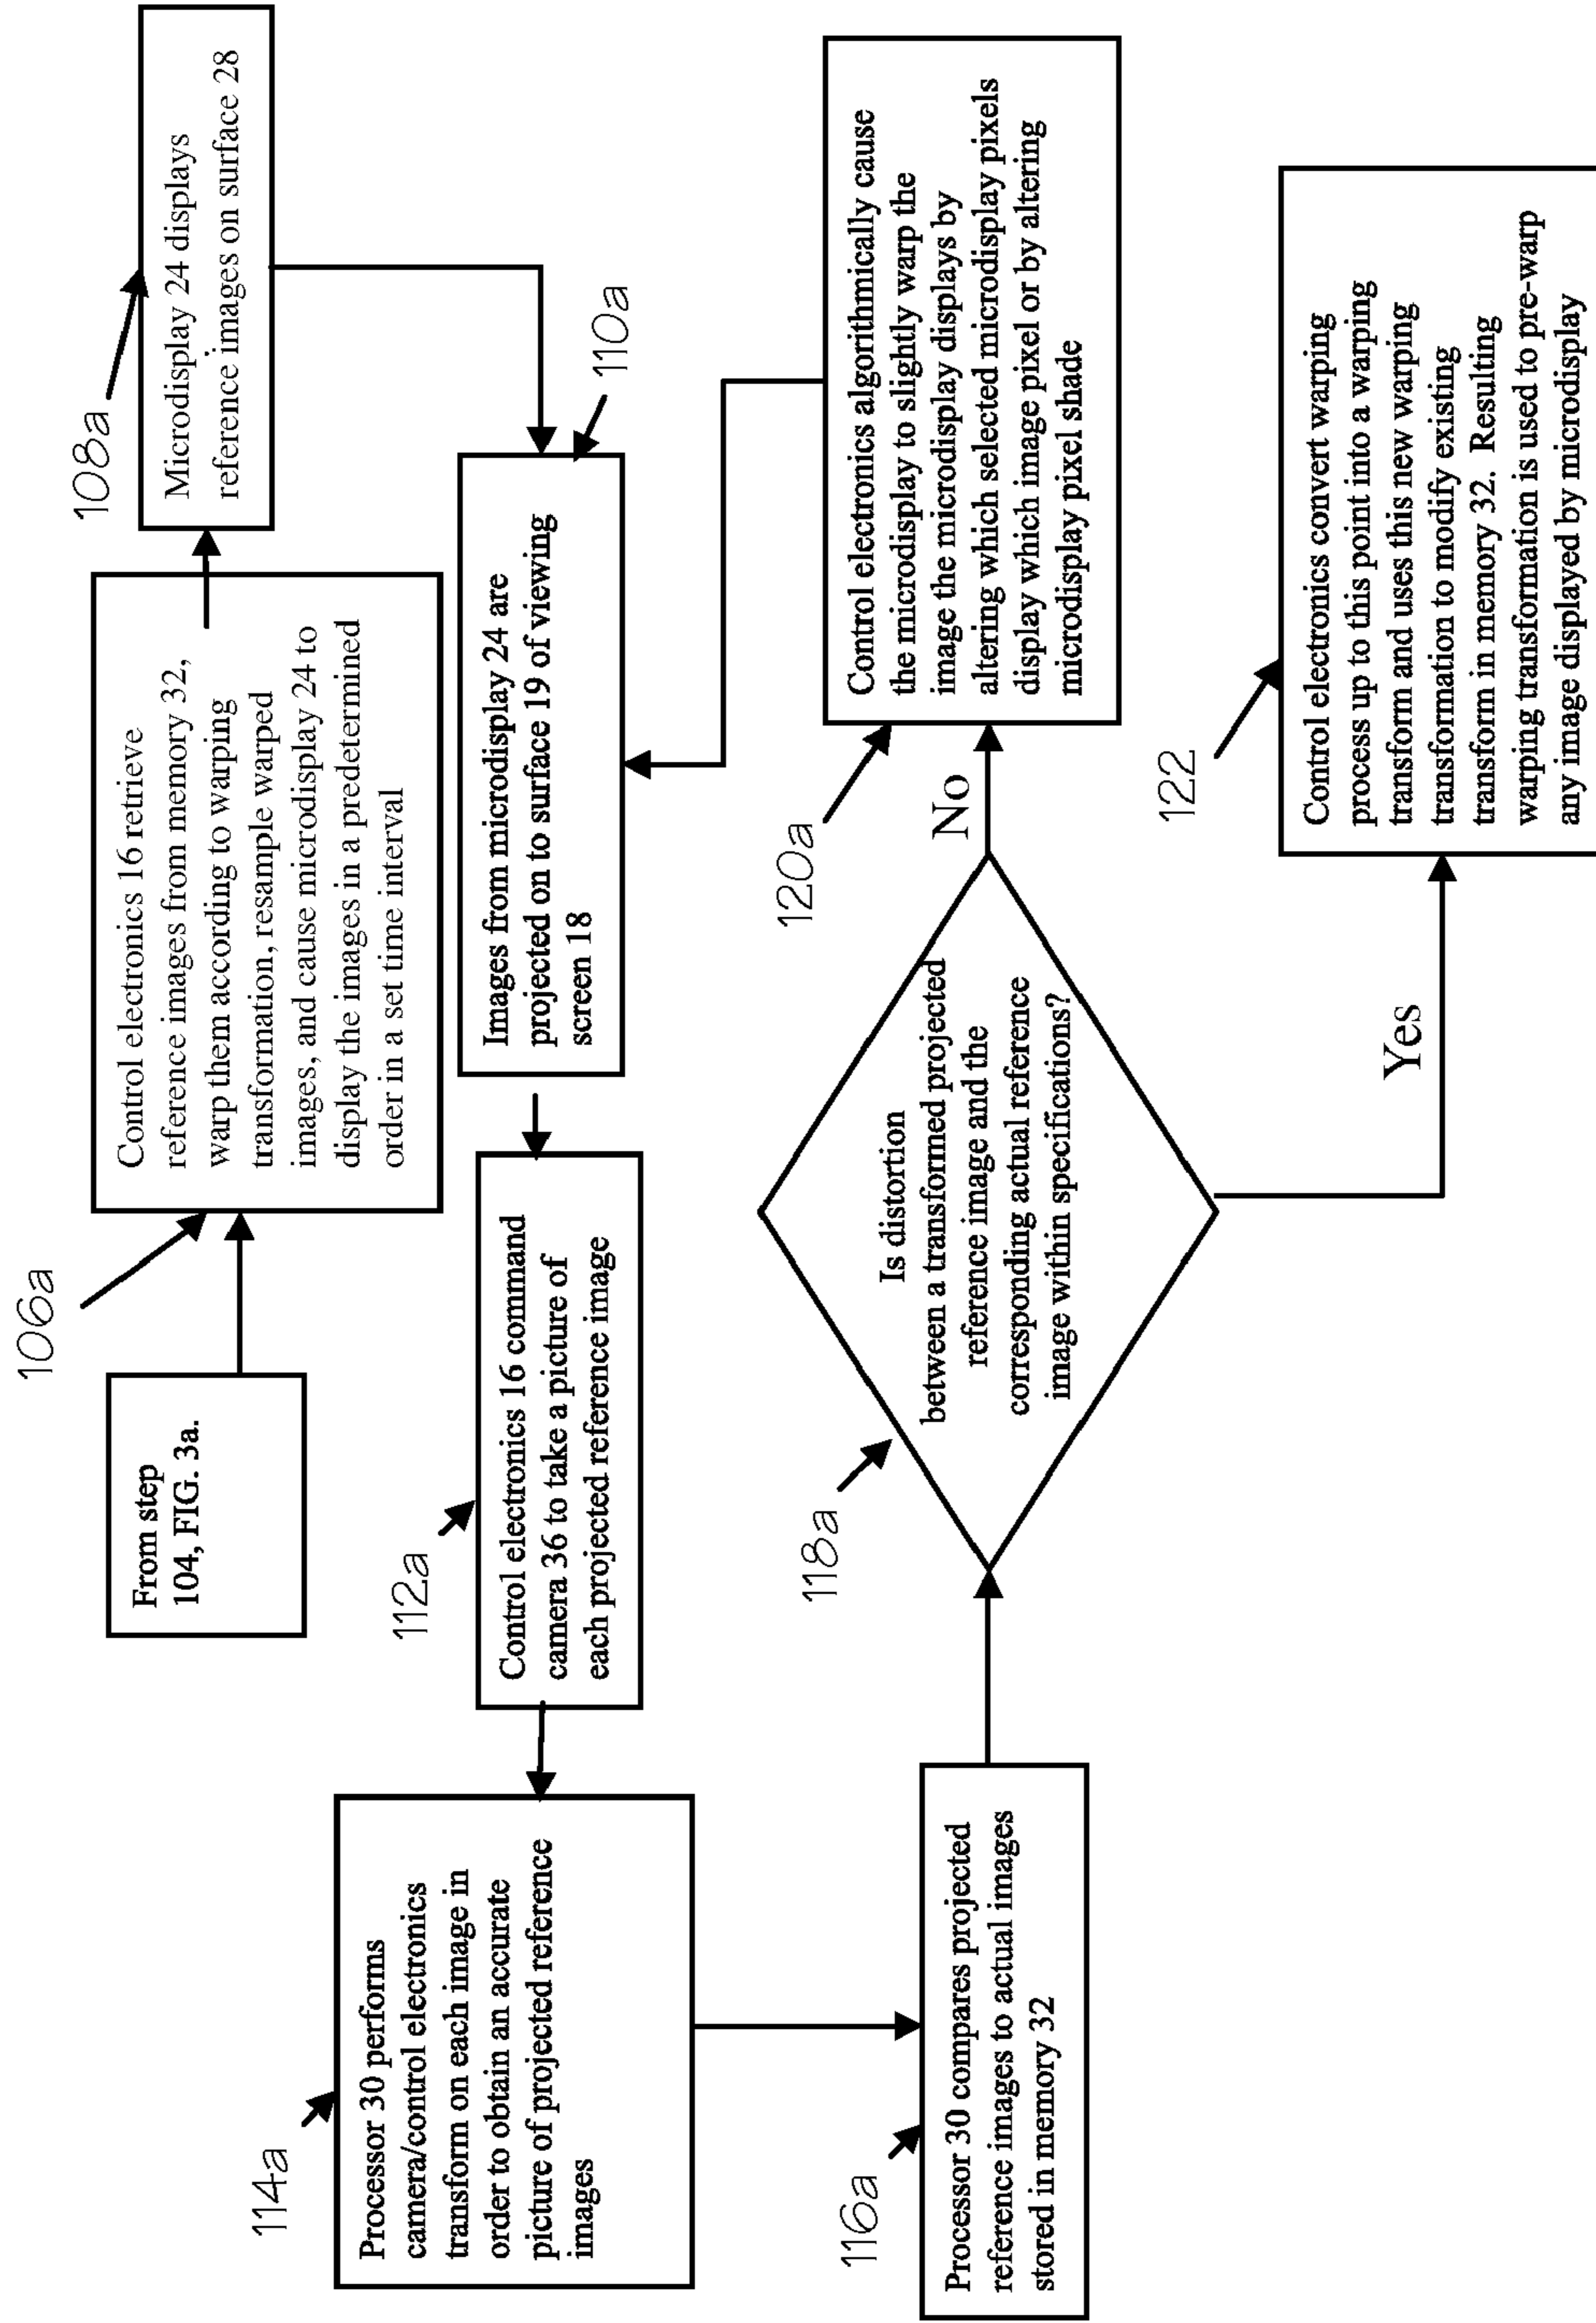 106a
From step
104, FIG. 3a.
Control electronics 16 retrieve
reference images from memory 32,
warp them according to warping
transformation, resample warped
images, and cause microdisplay 24 to
display the images in a predetermined
order in a set time interval
108a
Microdisplay 24 displays
reference images on surface 28
110a
Images from microdisplay 24 are
projected on to surface 19 of viewing
screen 18
112a
Control electronics 16 command
camera 36 to take a picture of
each projected reference image
114a
Processor 30 performs
camera/control electronics
transform on each image in
order to obtain an accurate
picture of projected reference
images
116a
Processor 30 compares projected
reference images to actual images
stored in memory 32
118a
Is distortion
between a transformed projected
reference image and the
corresponding actual reference
image within specifications?
No
120a
Control electronics algorithmically cause
the microdisplay to slightly warp the
image the microdisplay displays by
altering which selected microdisplay pixels
display which image pixel or by altering
microdisplay pixel shade
Yes
122
Control electronics convert warping
process up to this point into a warping
transform and uses this new warping
transformation to modify existing
transform in memory 32. Resulting
warping transformation is used to pre-warp
any image displayed by microdisplay